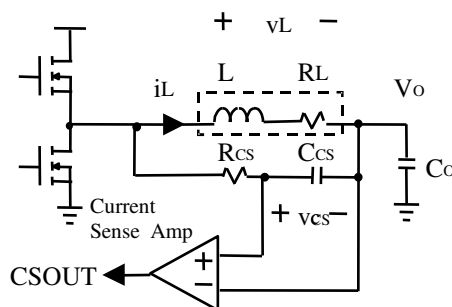 + vL −
iL L RL VO
RCS CCS CO
+ vcs −
Current
Sense Amp
+
−
CSOUT